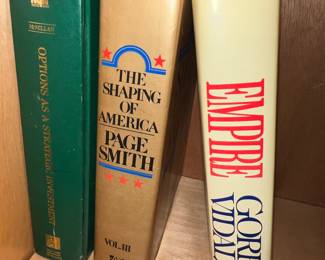 McMILLAN
OPTIONS AS A STRATEGIC INVESTMENT
THE
SHAPING
OF
AMERICA
PAGE
SMITH
VOL.III
EMPIRE
GORE
VIDAL